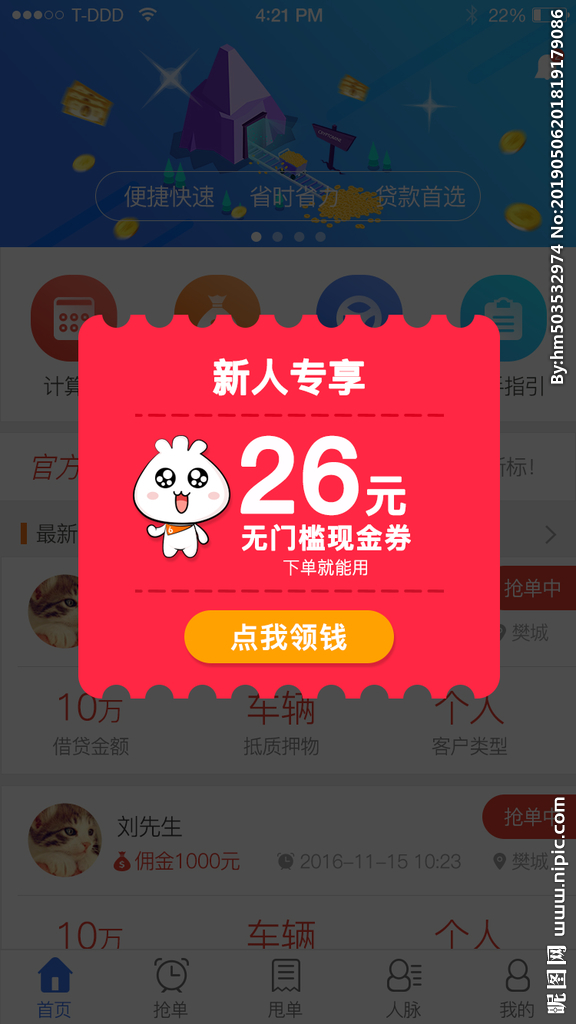 T-DDD 4:21 PM 22%
便捷快速 省时省力 贷款首选
新人专享
26元
无门槛现金券
下单就能用
点我领钱
计算
手指引
官方
新标!
最新
抢单中
樊城
10万 车辆 个人
借贷金额 抵质押物 客户类型
刘先生
抢单中
佣金1000元 2016-11-15 10:23 樊城
10万 车辆 个人
首页 抢单 甩单 人脉 我的
By:hm503532974 No:20190506201819179086
昵图网 www.nipic.com